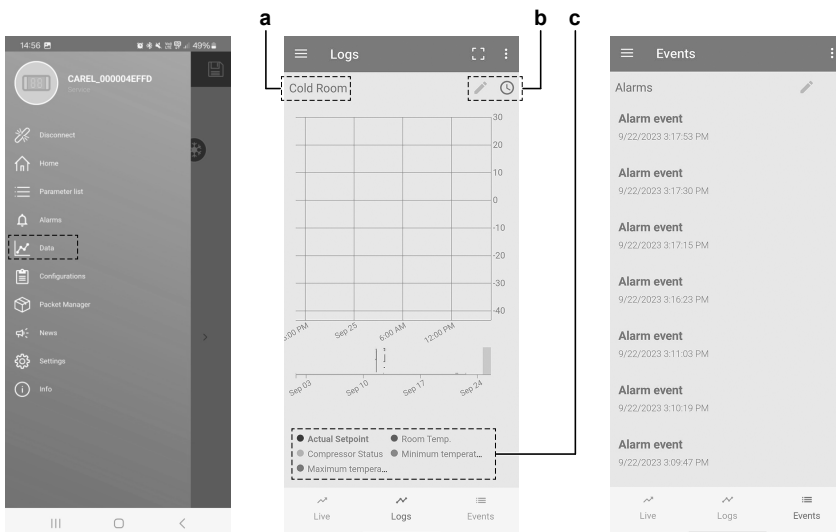 a
b
c
14:56
49%
CAREL_000004EFFD
Service
Disconnect
Home
Parameter list
Alarms
Data
Configurations
Packet Manager
News
Settings
Info
Logs
Cold Room
30
20
10
0
-10
-20
-30
-40
:00 PM
Sep 25
6:00 AM
12:00 PM
Sep 03
Sep 10
Sep 17
Sep 24
Actual Setpoint
Room Temp.
Compressor Status
Minimum temperat...
Maximum tempera...
Live
Logs
Events
Events
Alarms
Alarm event
9/22/2023 3:17:53 PM
Alarm event
9/22/2023 3:17:30 PM
Alarm event
9/22/2023 3:17:15 PM
Alarm event
9/22/2023 3:16:23 PM
Alarm event
9/22/2023 3:11:03 PM
Alarm event
9/22/2023 3:10:19 PM
Alarm event
9/22/2023 3:09:47 PM
Live
Logs
Events